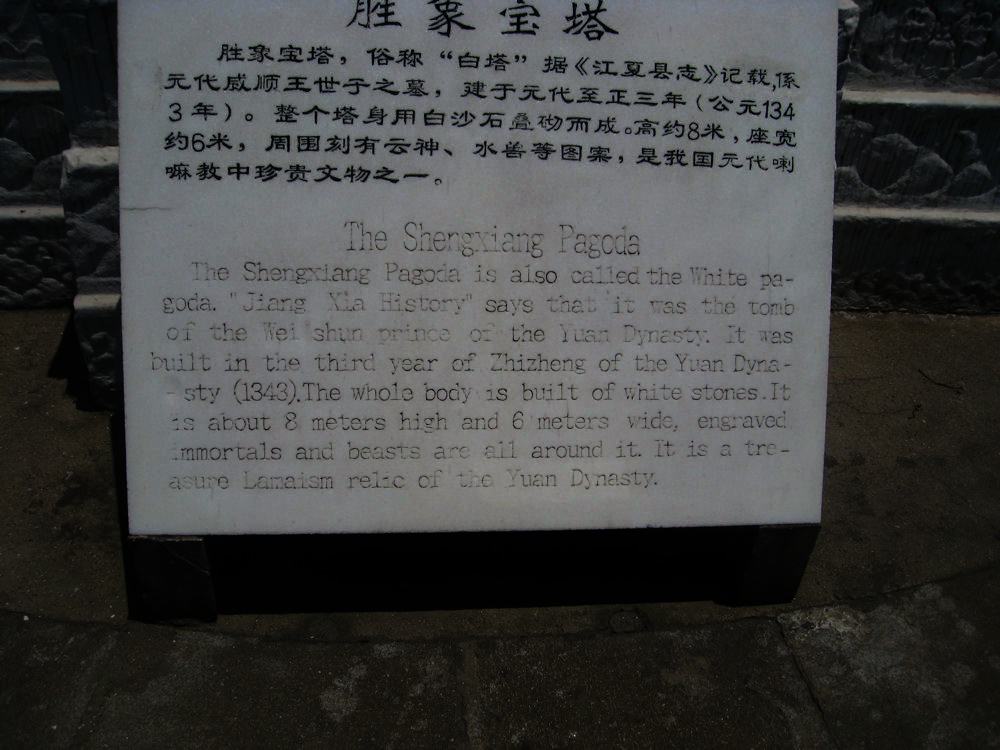 胜象宝塔
胜象宝塔，俗称“白塔”据《江夏县志》记载,係
元代威顺王世子之墓，建于元代至正三年（公元134
3年）。整个塔身用白沙石叠砌而成。高约8米，座宽
约6米，周围刻有云神、水兽等图案，是我国元代喇
嘛教中珍贵文物之一。
The Shengxiang Pagoda
The Shengxiang Pagoda is also called the White pa-
goda. "Jiang Xia History" says that it was the tomb
of the Wei shun prince of the Yuan Dynasty. It was
built in the third year of Zhizheng of the Yuan Dyna-
-sty (1343).The whole body is built of white stones.It
is about 8 meters high and 6 meters wide, engraved
immortals and beasts are all around it. It is a tre-
asure Lamaism relic of the Yuan Dynasty.